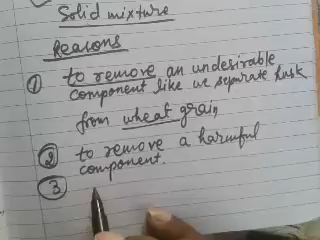 Solid mixture
Reasons
① to remove an undesirable
component like we separate husk
from wheat grain,
② to remove a harmful
component.
③